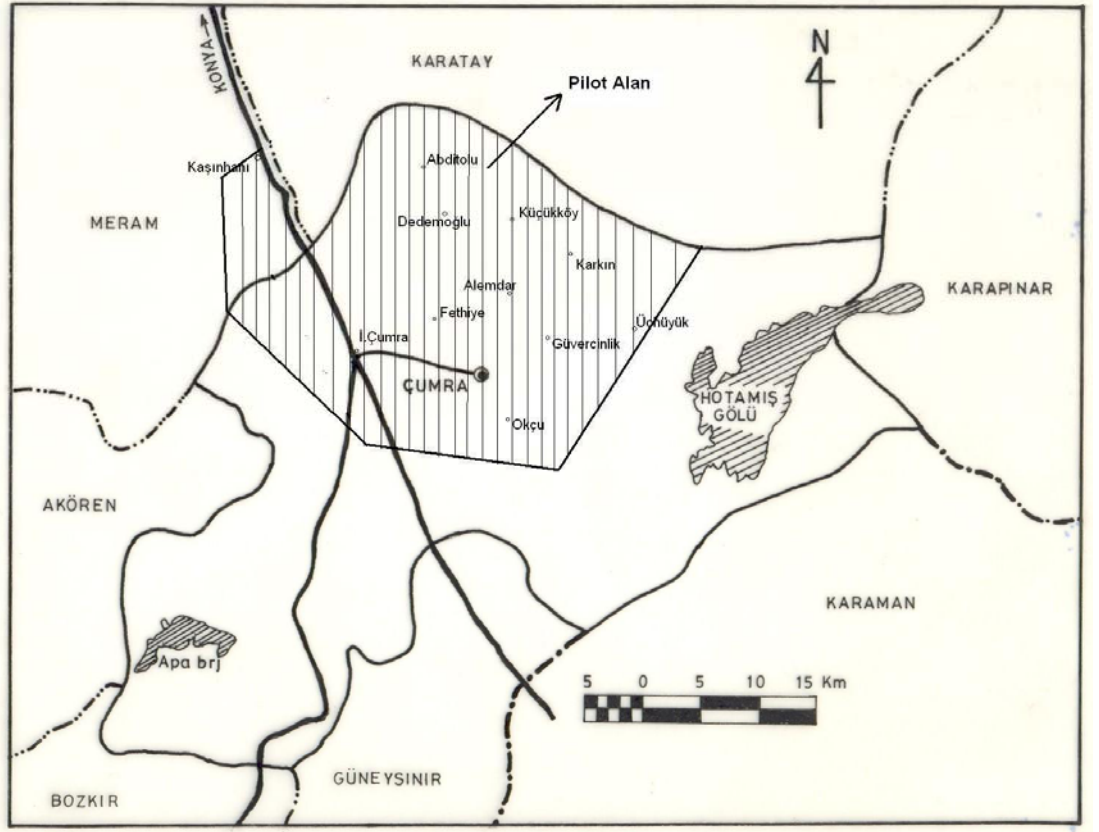 KONYA
KARATAY
N
Pilot Alan
Kaşınhanı
Abditolu
MERAM
Dedemoğlu
Küçükköy
Karkın
Alemdar
KARAPINAR
Fethiye
Üçhüyük
İ.Çumra
Güvercinlik
ÇUMRA
HOTAMIŞ
GÖLÜ
Okçu
AKÖREN
KARAMAN
Apa brj
5 0 5 10 15 Km
GÜNEYSINIR
BOZKIR